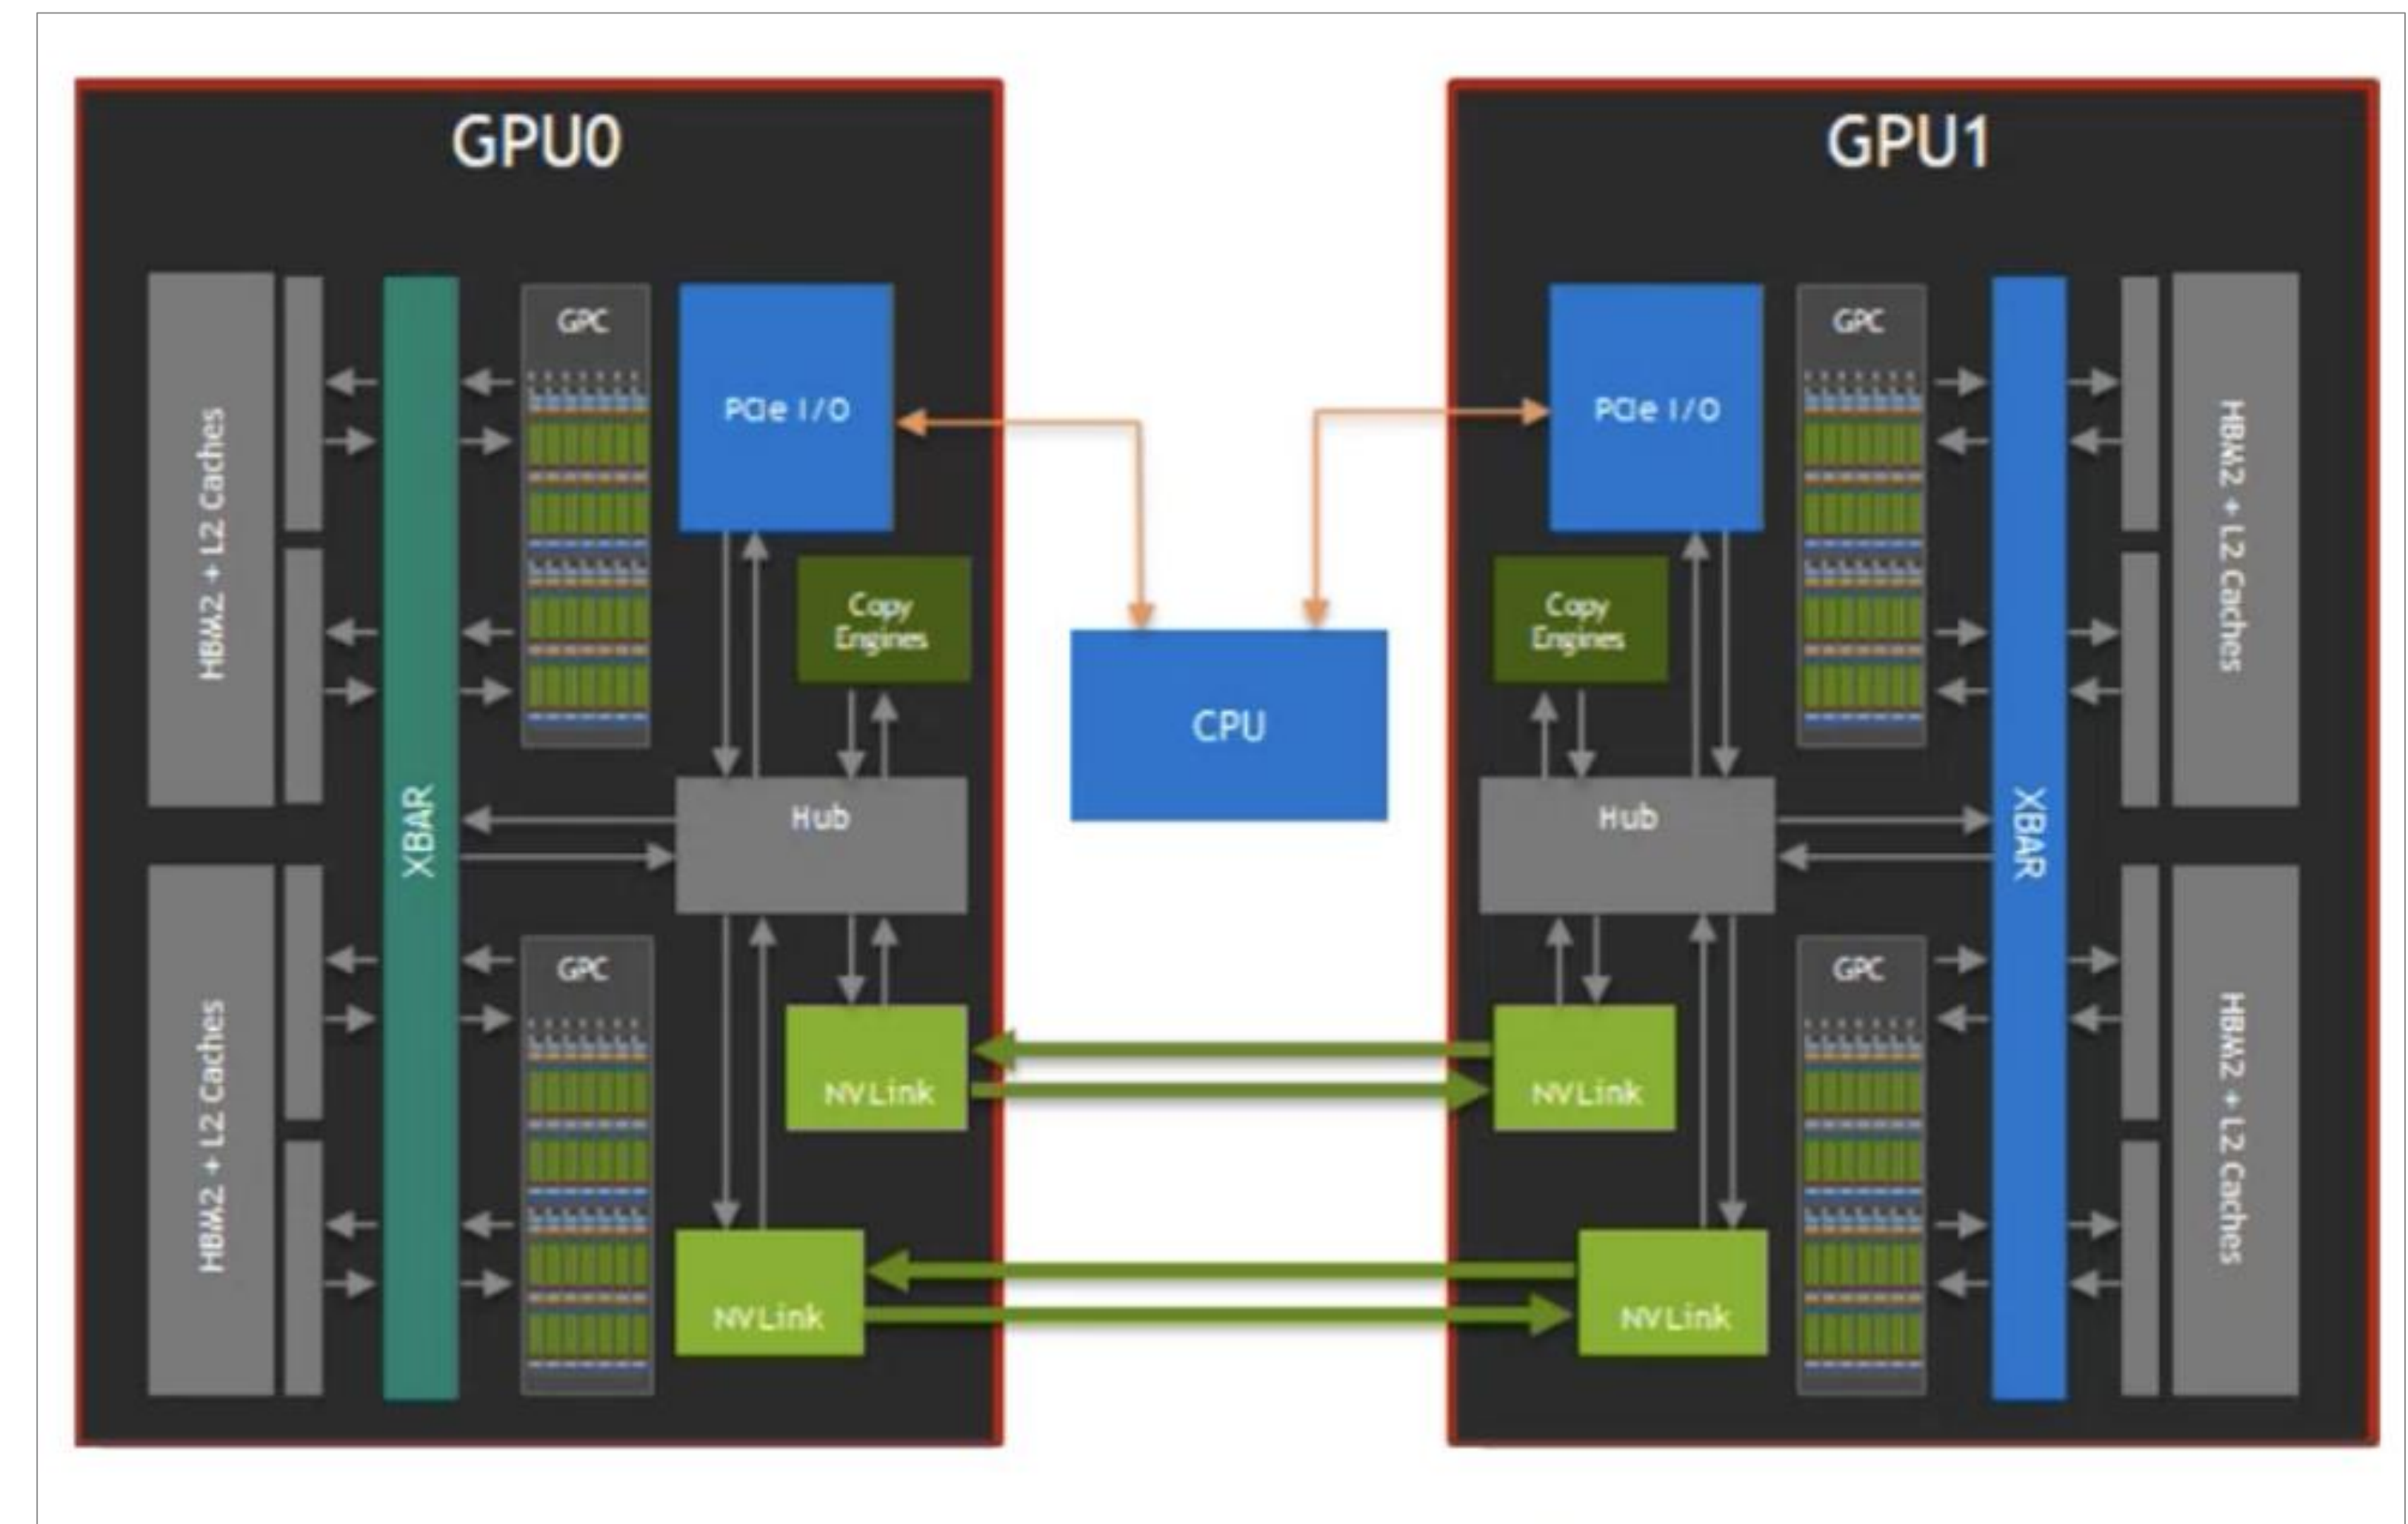 GPU0
HBM2 + L2 Caches
HBM2 + L2 Caches
XBAR
GPC
GPC
PCIe I/O
Copy
Engines
Hub
NVLink
NVLink
CPU
GPU1
PCIe I/O
Copy
Engines
Hub
NVLink
NVLink
GPC
GPC
XBAR
HBM2 + L2 Caches
HBM2 + L2 Caches